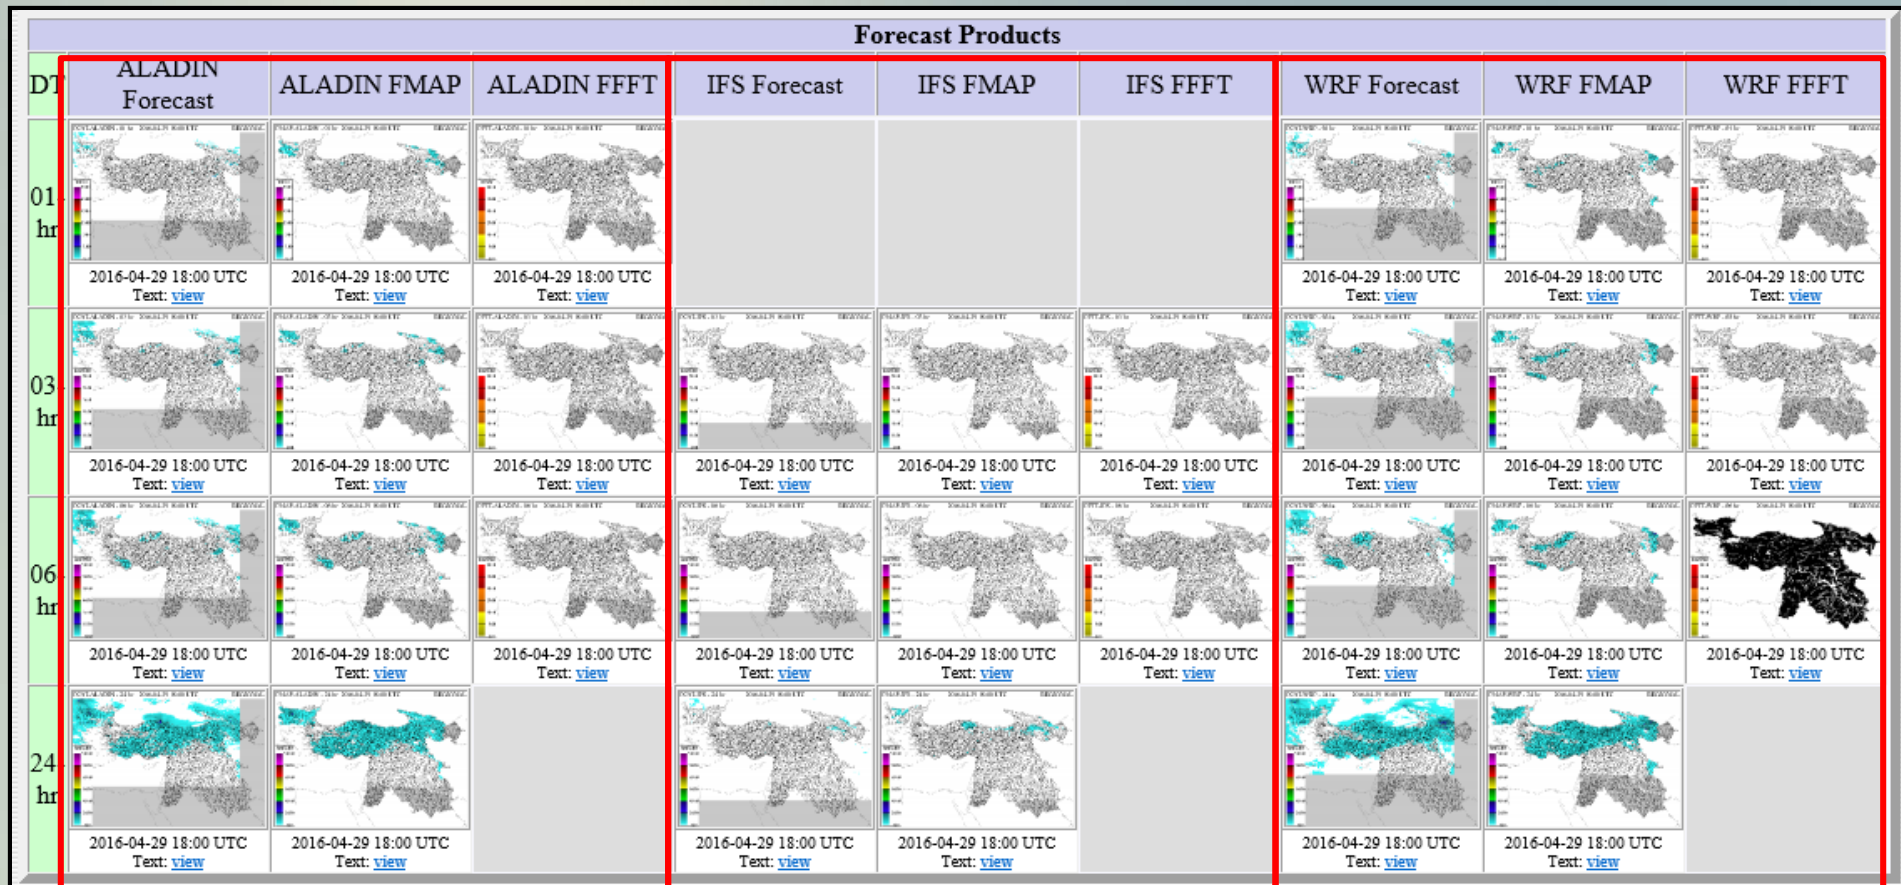 Forecast Products
DT
ALADIN
Forecast
ALADIN FMAP
ALADIN FFFT
IFS Forecast
IFS FMAP
IFS FFFT
WRF Forecast
WRF FMAP
WRF FFFT
01
hr
2016-04-29 18:00 UTC
Text: view
2016-04-29 18:00 UTC
Text: view
2016-04-29 18:00 UTC
Text: view
2016-04-29 18:00 UTC
Text: view
2016-04-29 18:00 UTC
Text: view
2016-04-29 18:00 UTC
Text: view
03
hr
2016-04-29 18:00 UTC
Text: view
2016-04-29 18:00 UTC
Text: view
2016-04-29 18:00 UTC
Text: view
2016-04-29 18:00 UTC
Text: view
2016-04-29 18:00 UTC
Text: view
2016-04-29 18:00 UTC
Text: view
2016-04-29 18:00 UTC
Text: view
2016-04-29 18:00 UTC
Text: view
2016-04-29 18:00 UTC
Text: view
06
hr
2016-04-29 18:00 UTC
Text: view
2016-04-29 18:00 UTC
Text: view
2016-04-29 18:00 UTC
Text: view
2016-04-29 18:00 UTC
Text: view
2016-04-29 18:00 UTC
Text: view
2016-04-29 18:00 UTC
Text: view
2016-04-29 18:00 UTC
Text: view
2016-04-29 18:00 UTC
Text: view
2016-04-29 18:00 UTC
Text: view
24
hr
2016-04-29 18:00 UTC
Text: view
2016-04-29 18:00 UTC
Text: view
2016-04-29 18:00 UTC
Text: view
2016-04-29 18:00 UTC
Text: view
2016-04-29 18:00 UTC
Text: view
2016-04-29 18:00 UTC
Text: view